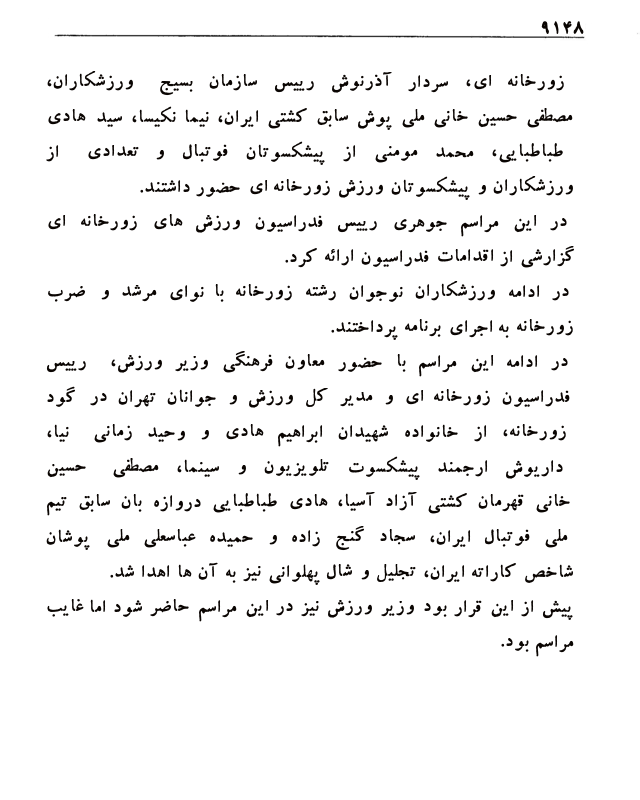 ۹۱۴۸
زورخانه ای، سردار آذرنوش رییس سازمان بسیج ورزشکاران،
مصطفی حسین خانی ملی پوش سابق کشتی ایران، نیما نکیسا، سید هادی
طباطبایی، محمد مومنی از پیشکسوتان فوتبال و تعدادی از
ورزشکاران و پیشکسوتان ورزش زورخانه ای حضور داشتند.
در این مراسم جوهری رییس فدراسیون ورزش های زورخانه ای
گزارشی از اقدامات فدراسیون ارائه کرد.
در ادامه ورزشکاران نوجوان رشته زورخانه با نوای مرشد و ضرب
زورخانه به اجرای برنامه پرداختند.
در ادامه این مراسم با حضور معاون فرهنگی وزیر ورزش، رییس
فدراسیون زورخانه ای و مدیر کل ورزش و جوانان تهران در گود
زورخانه، از خانواده شهیدان ابراهیم هادی و وحید زمانی نیا،
داریوش ارجمند پیشکسوت تلویزیون و سینما، مصطفی حسین
خانی قهرمان کشتی آزاد آسیا، هادی طباطبایی دروازه بان سابق تیم
ملی فوتبال ایران، سجاد گنج زاده و حمیده عباسعلی ملی پوشان
شاخص کاراته ایران، تجلیل و شال پهلوانی نیز به آن ها اهدا شد.
پیش از این قرار بود وزیر ورزش نیز در این مراسم حاضر شود اما غایب
مراسم بود.